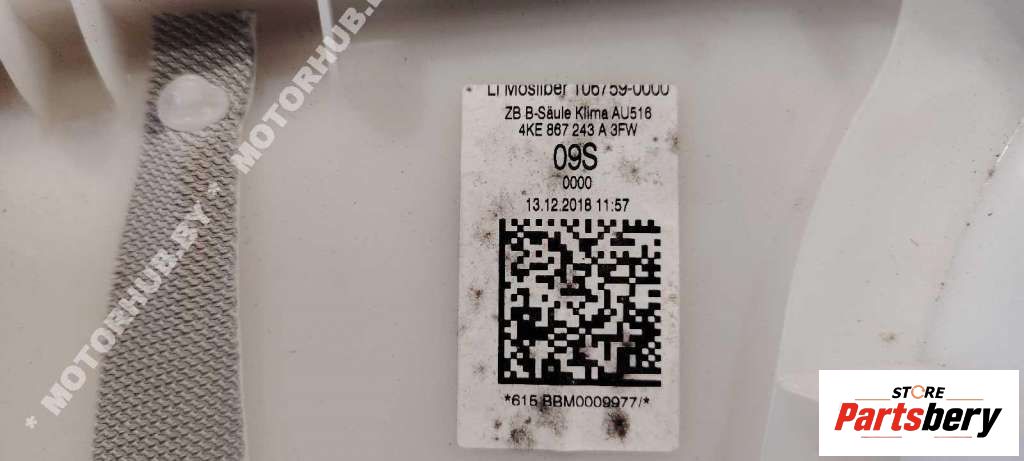 LI Mosliber 106759-0000
ZB B-Säule Klima AU516
4KE 867 243 A 3FW
09S
0000
13.12.2018 11:57
*615 BBM0009977/*
* MOTORHUB.BY * MOTORHUB.BY
STORE
Partsbery